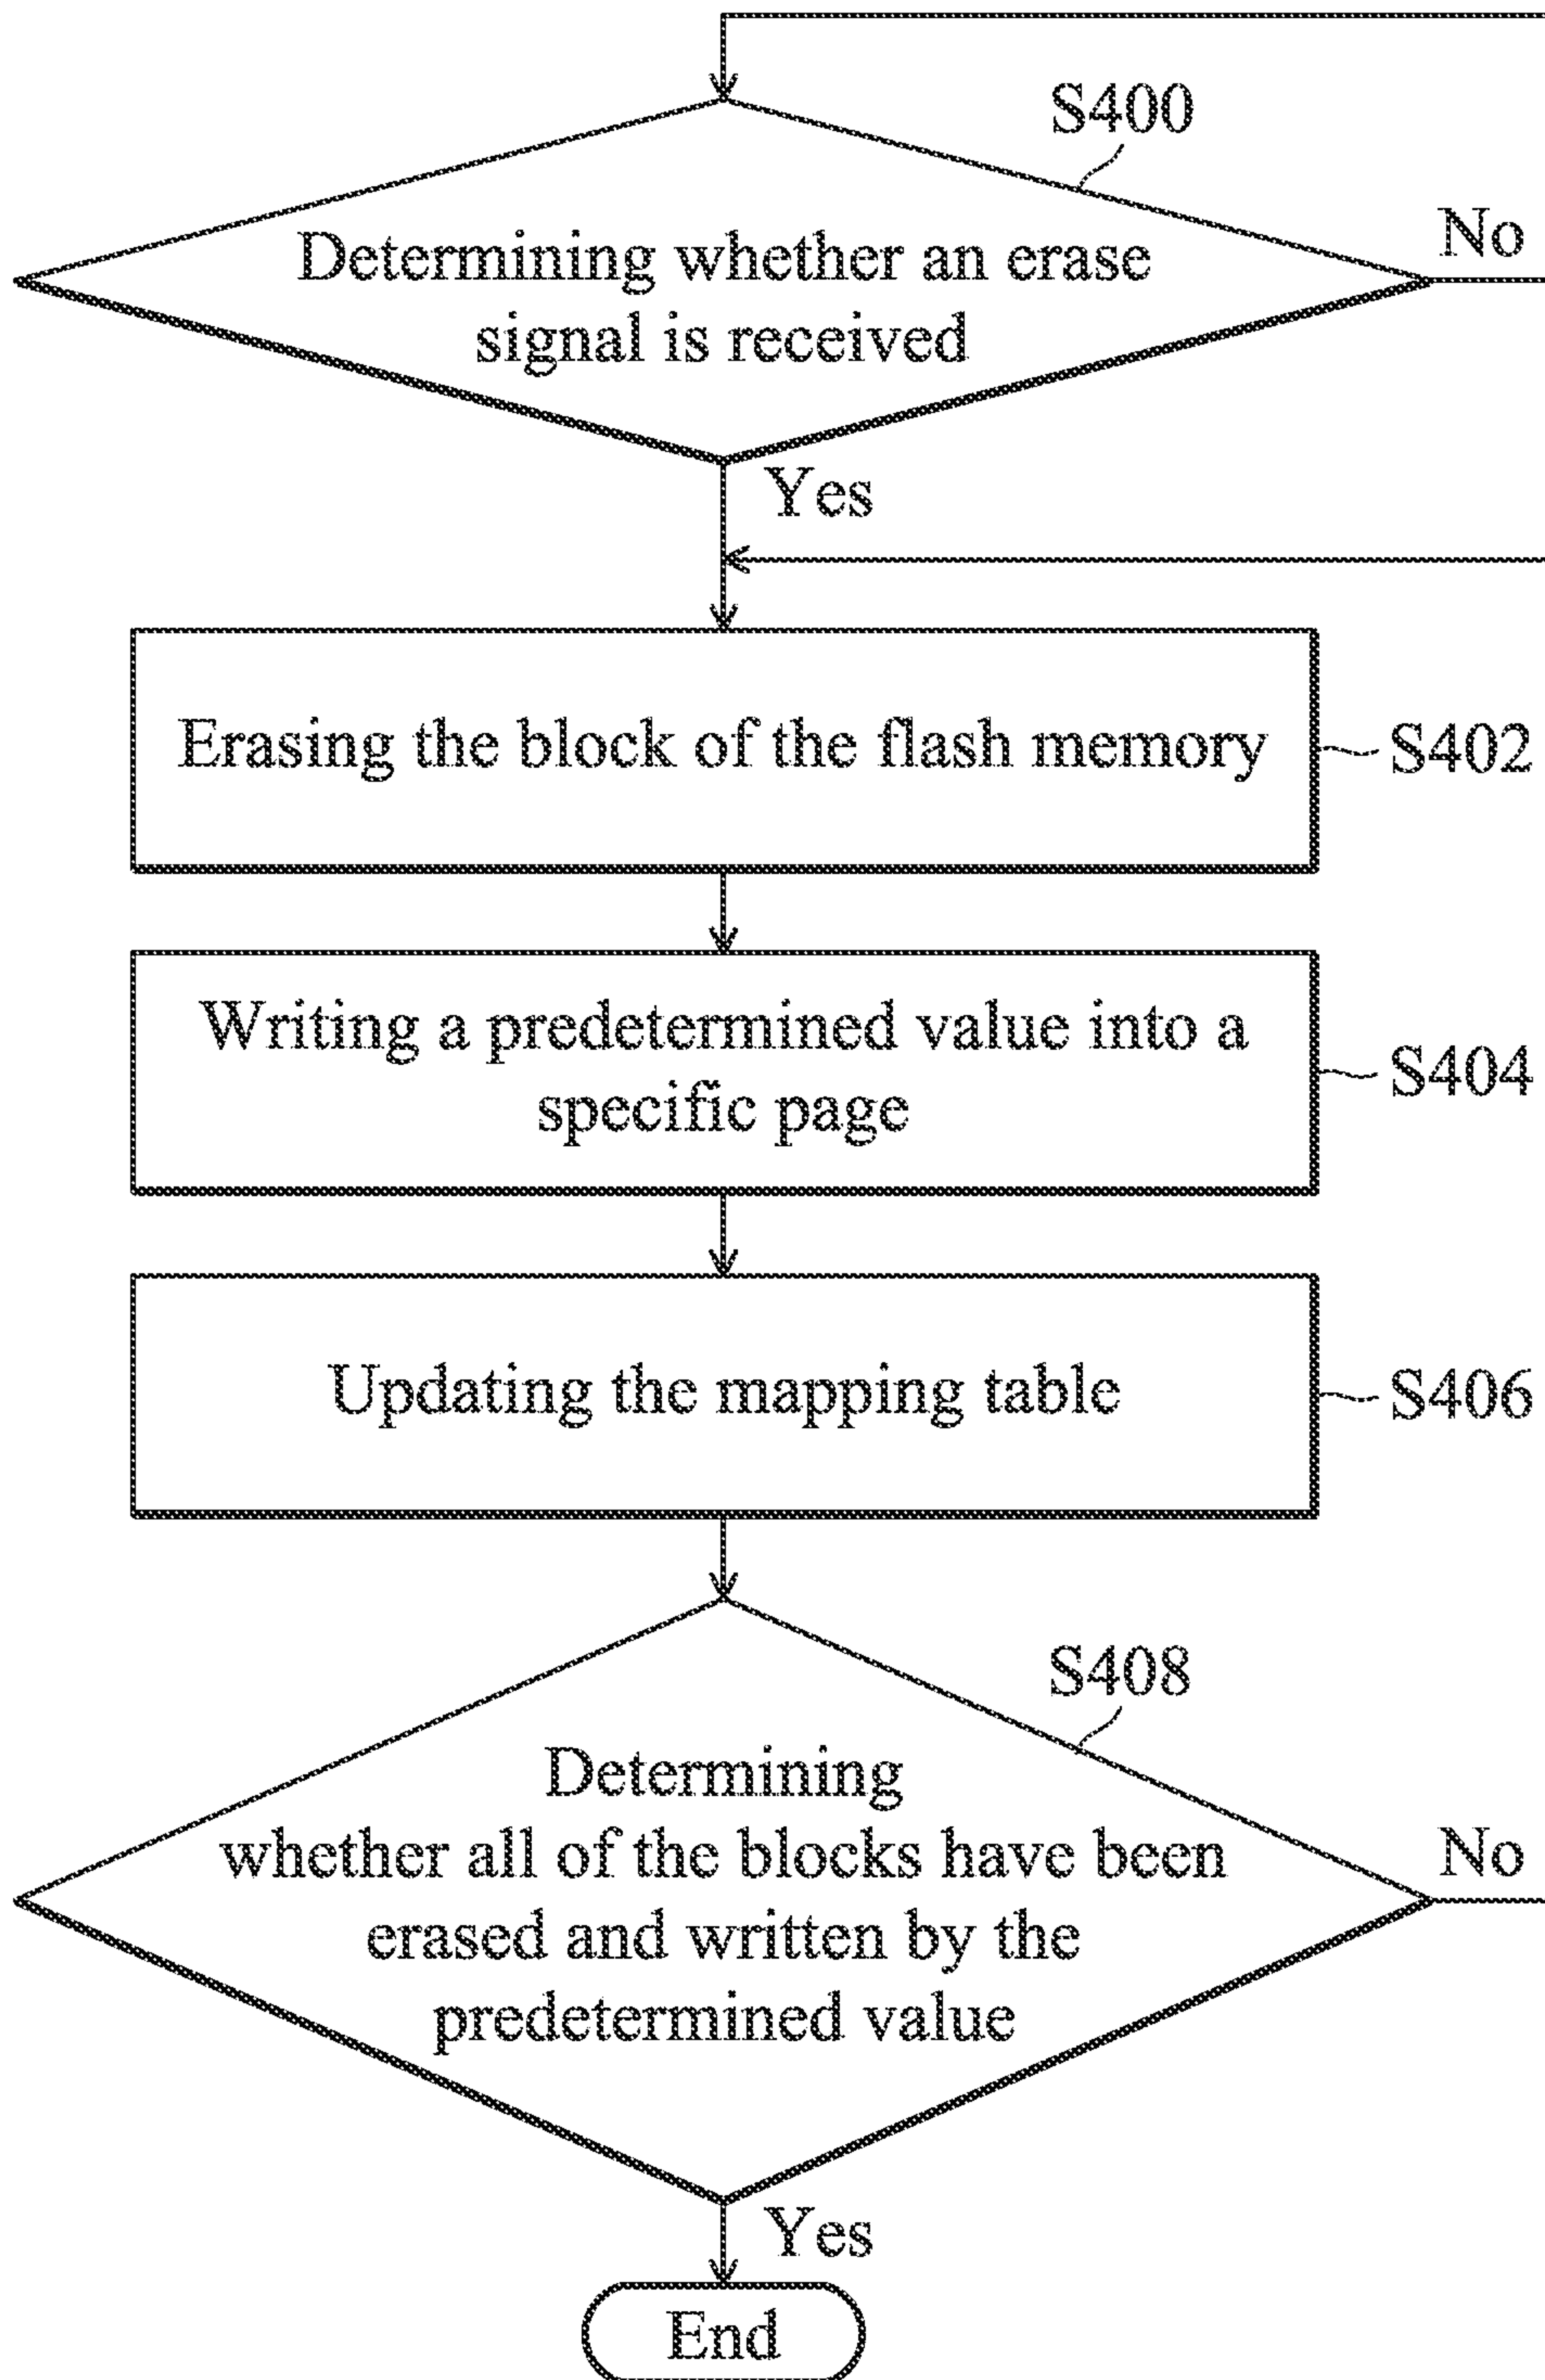 S400
Determining whether an erase
signal is received
No
Yes
Erasing the block of the flash memory
S402
Writing a predetermined value into a
specific page
S404
Updating the mapping table
S406
S408
Determining
whether all of the blocks have been
erased and written by the
predetermined value
No
Yes
End